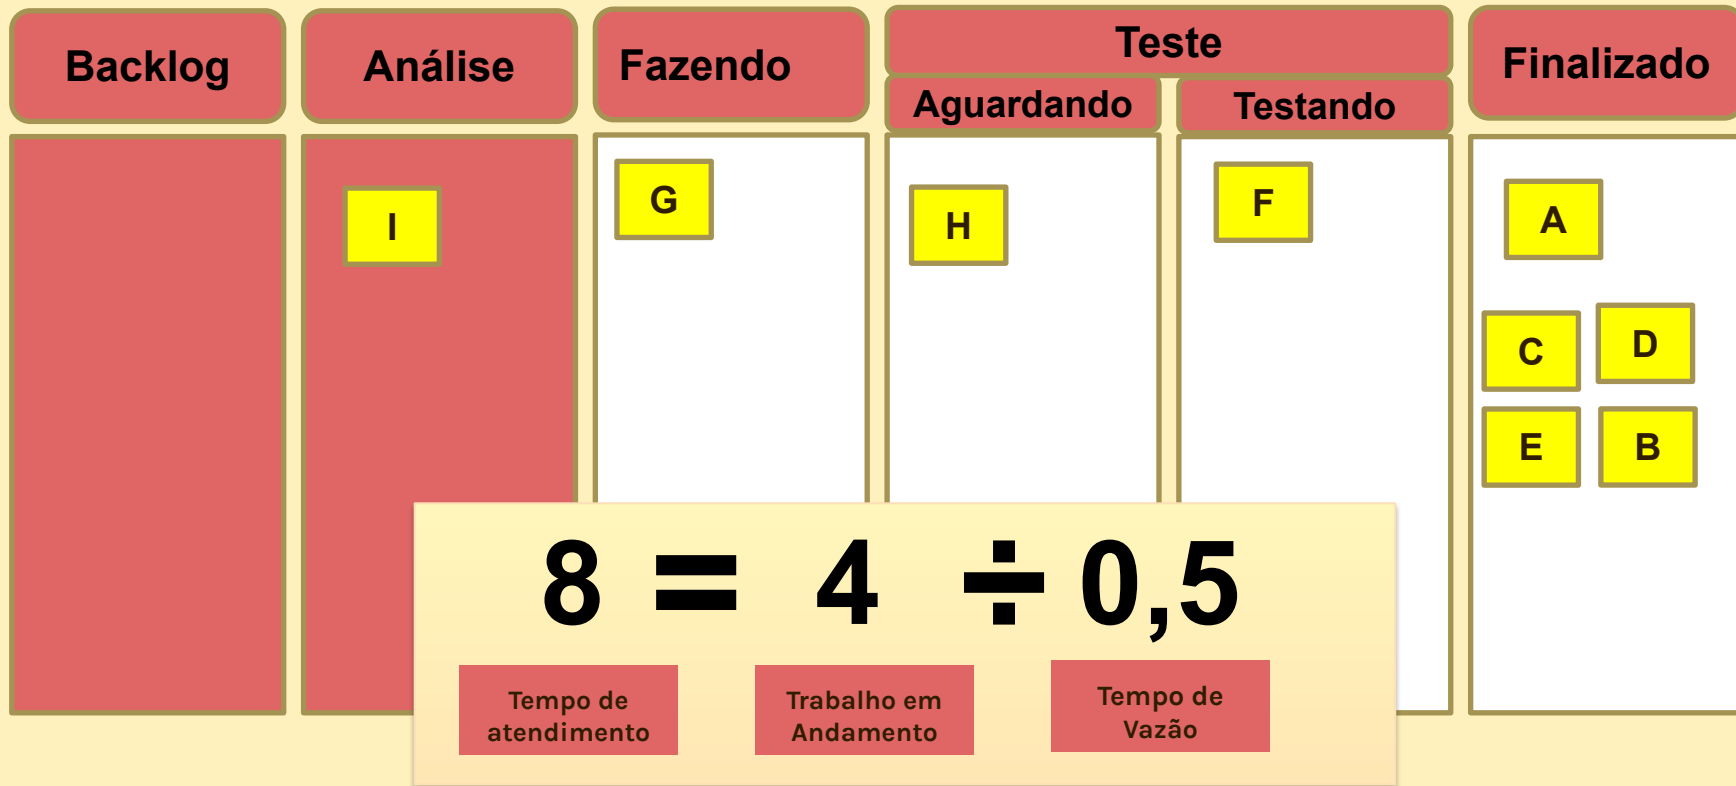 Backlog
Análise
Fazendo
Teste
Aguardando
Testando
Finalizado
I
G
H
F
A
C
D
E
B
8 = 4 ÷ 0,5
Tempo de
atendimento
Trabalho em
Andamento
Tempo de
Vazão